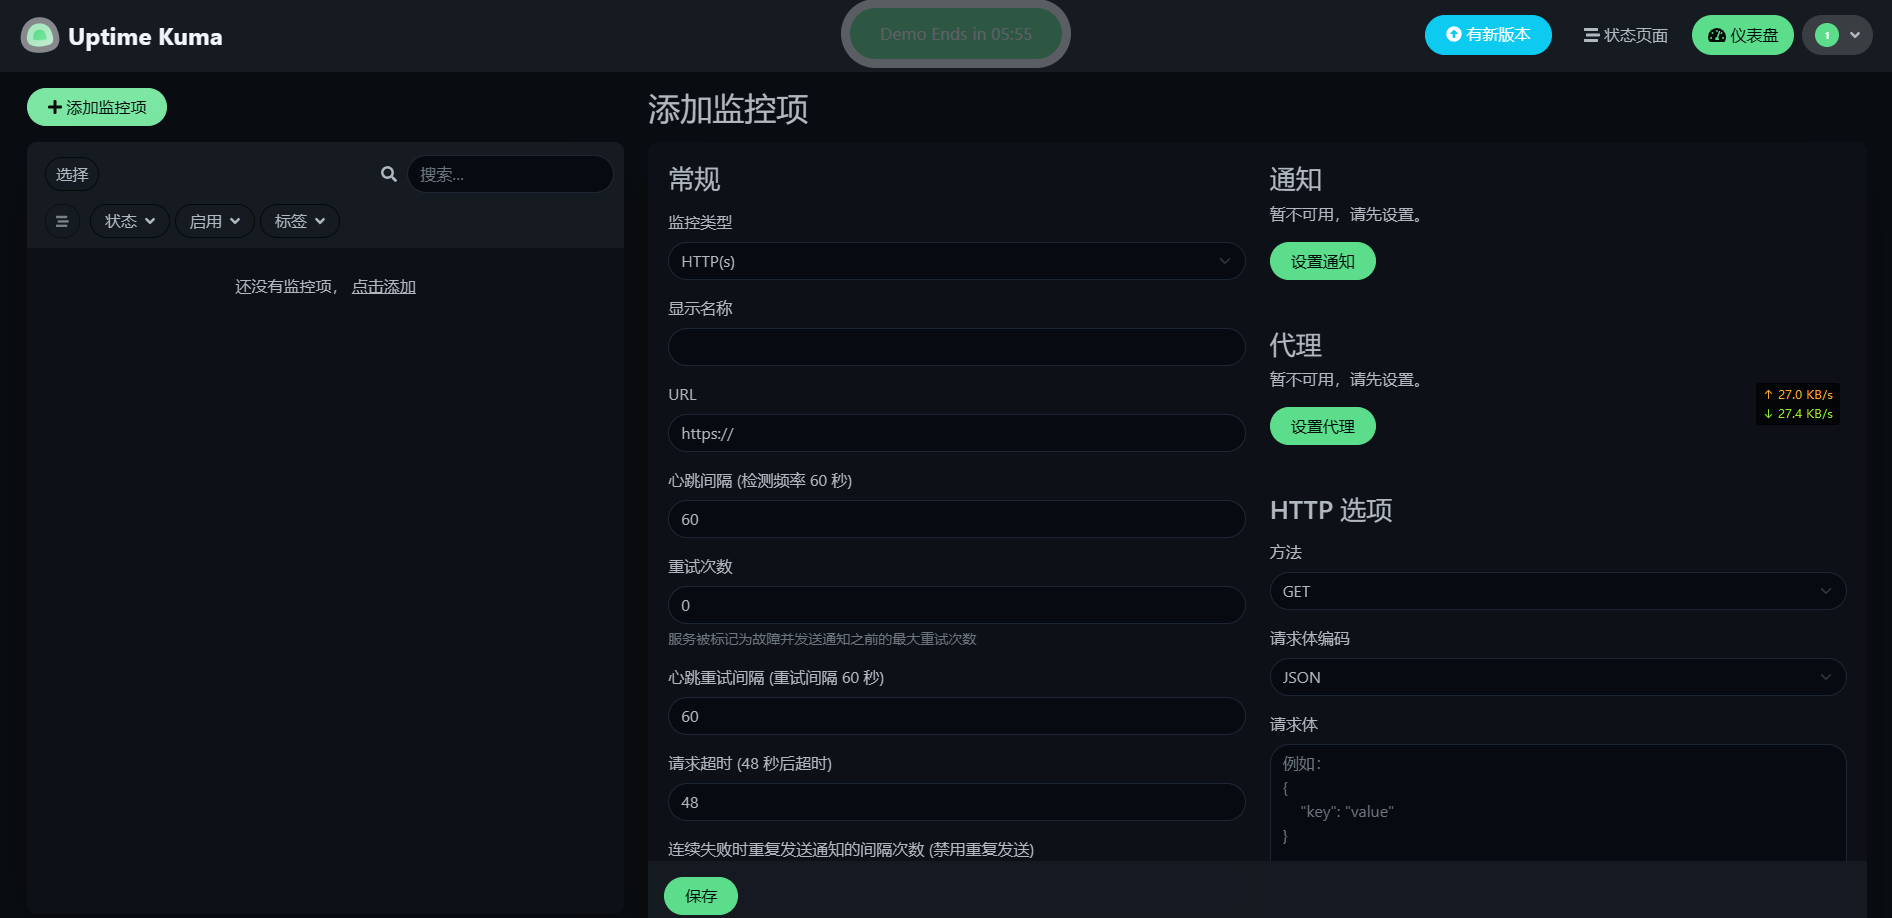 Uptime Kuma
Demo Ends in 05:55
有新版本
状态页面
仪表盘
1
添加监控项
选择
搜索...
状态
启用
标签
还没有监控项， 点击添加
添加监控项
常规
监控类型
HTTP(s)
显示名称
URL
https://
心跳间隔 (检测频率 60 秒)
60
重试次数
0
服务被标记为故障并发送通知之前的最大重试次数
心跳重试间隔 (重试间隔 60 秒)
60
请求超时 (48 秒后超时)
48
连续失败时重复发送通知的间隔次数 (禁用重复发送)
保存
通知
暂不可用，请先设置。
设置通知
代理
暂不可用，请先设置。
设置代理
↑ 27.0 KB/s
↓ 27.4 KB/s
HTTP 选项
方法
GET
请求体编码
JSON
请求体
例如：
{
"key": "value"
}